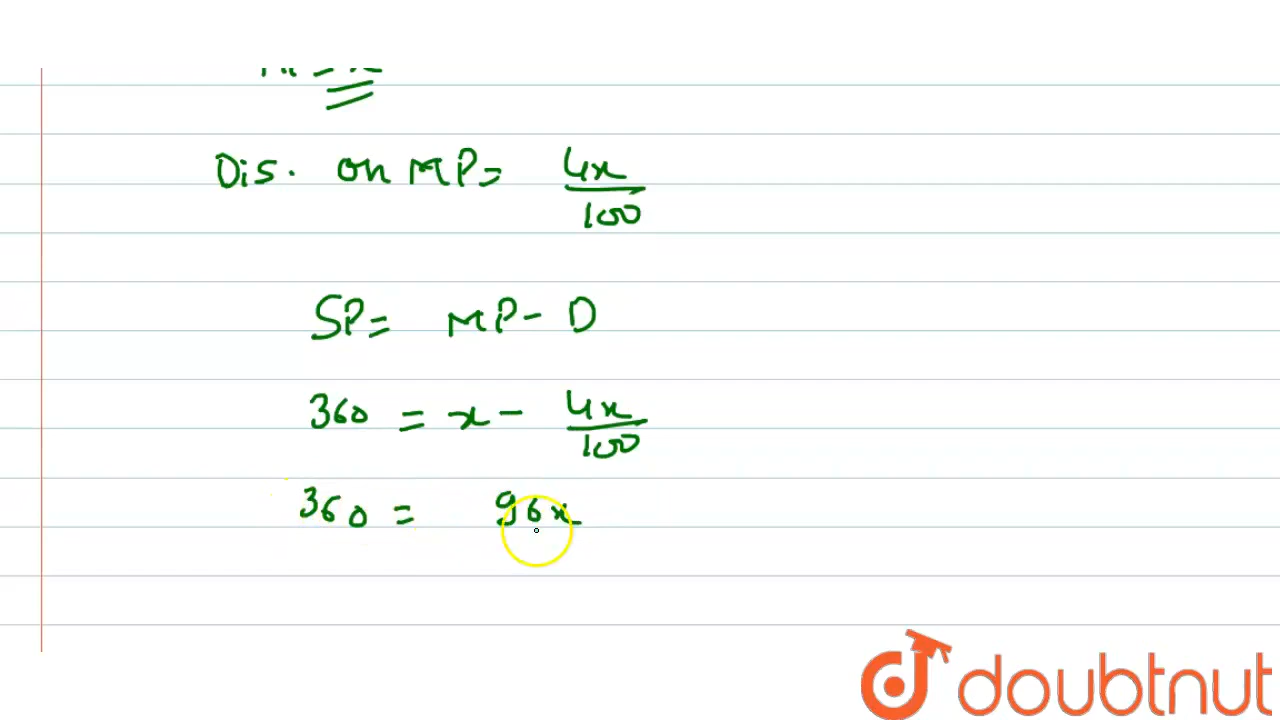 Dis. on MP = 4x/100
SP = MP - D
360 = x - 4x/100
360 = 96x
doubtnut